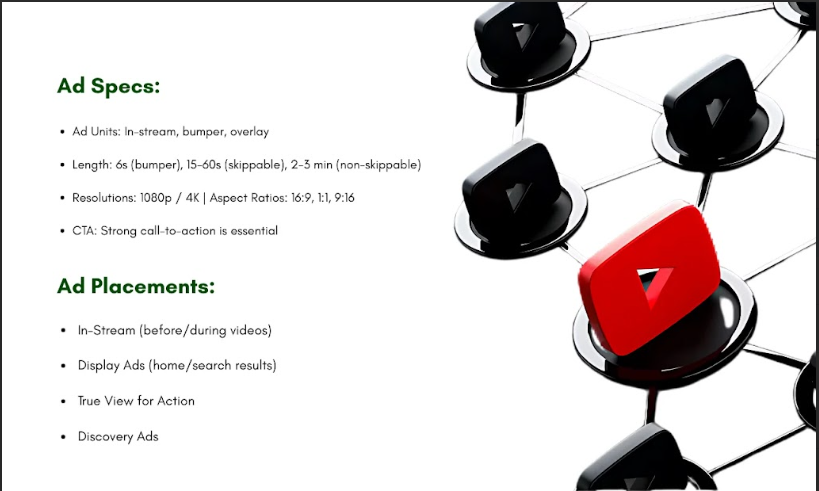 Ad Specs:
• Ad Units: In-stream, bumper, overlay
• Length: 6s (bumper), 15-60s (skippable), 2-3 min (non-skippable)
• Resolutions: 1080p / 4K | Aspect Ratios: 16:9, 1:1, 9:16
• CTA: Strong call-to-action is essential
Ad Placements:
• In-Stream (before/during videos)
• Display Ads (home/search results)
• True View for Action
• Discovery Ads